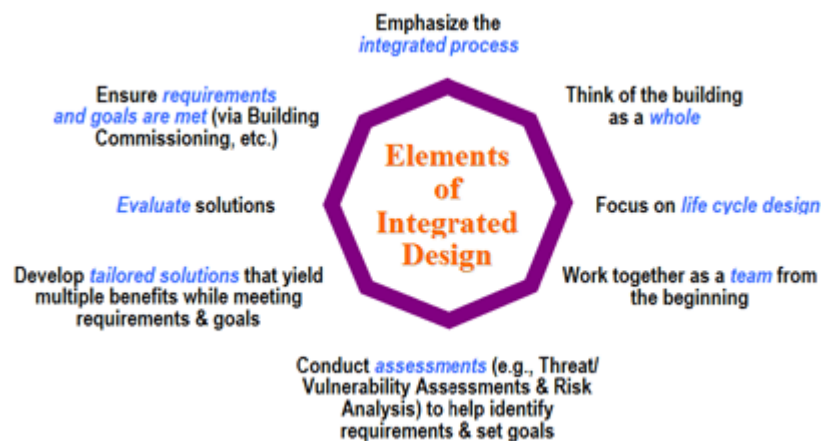 Emphasize the
integrated process
Think of the building
as a whole
Focus on life cycle design
Work together as a team from
the beginning
Conduct assessments (e.g., Threat/
Vulnerability Assessments & Risk
Analysis) to help identify
requirements & set goals
Develop tailored solutions that yield
multiple benefits while meeting
requirements & goals
Evaluate solutions
Ensure requirements
and goals are met (via Building
Commissioning, etc.)
Elements
of
Integrated
Design